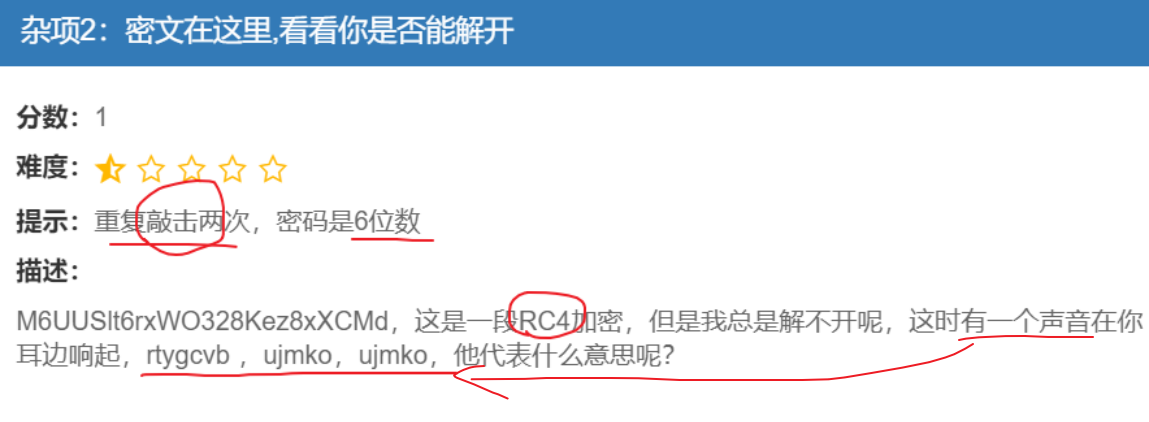 杂项2：密文在这里,看看你是否能解开
分数：1
难度：
提示：重复敲击两次，密码是6位数
描述：
M6UUSlt6rxWO328Kez8xXCMd，这是一段RC4加密，但是我总是解不开呢，这时有一个声音在你
耳边响起，rtygcvb ，ujmko，ujmko，他代表什么意思呢？